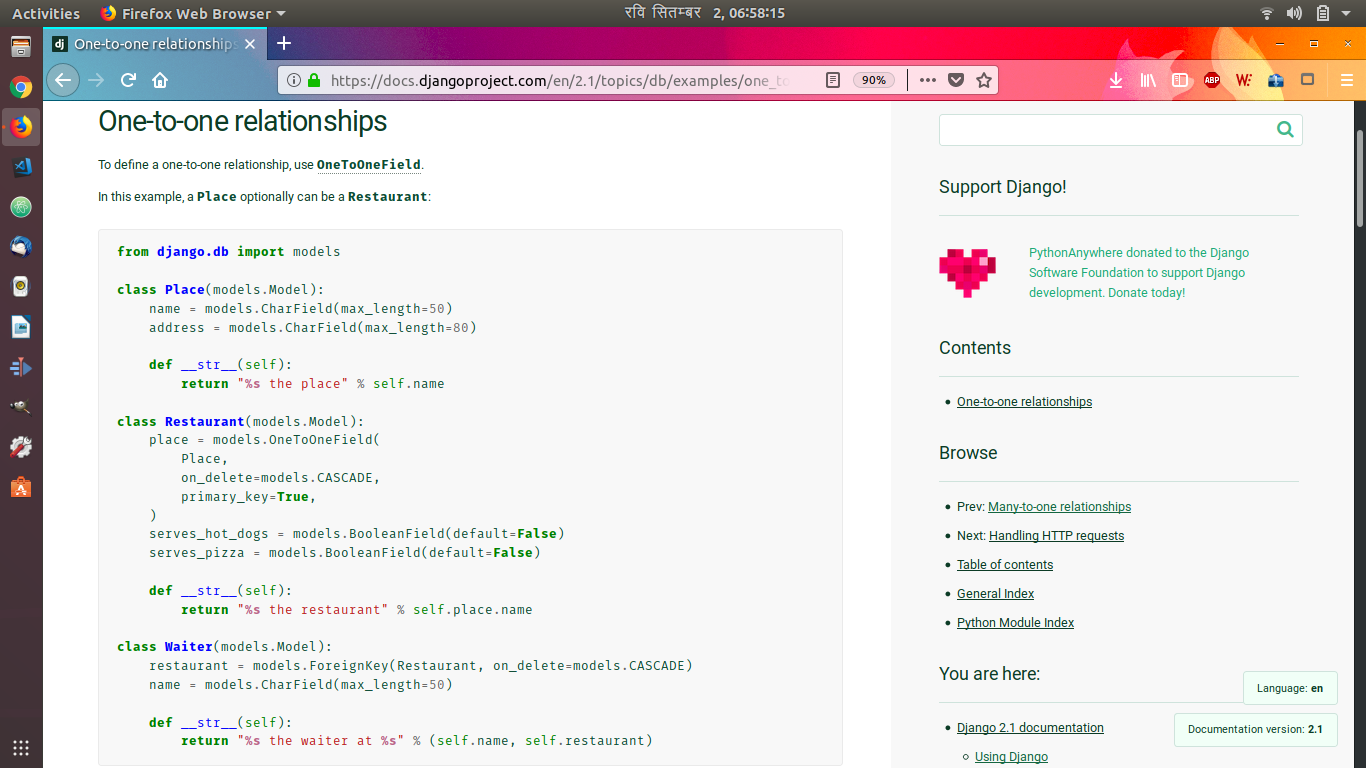 Activities
Firefox Web Browser
रवि सितम्बर 2, 06:58:15
dj One-to-one relationships
https://docs.djangoproject.com/en/2.1/topics/db/examples/one_to
90%
ABP
W:
One-to-one relationships
To define a one-to-one relationship, use OneToOneField.
In this example, a Place optionally can be a Restaurant:
from django.db import models
class Place(models.Model):
    name = models.CharField(max_length=50)
    address = models.CharField(max_length=80)
    def __str__(self):
        return "%s the place" % self.name
class Restaurant(models.Model):
    place = models.OneToOneField(
        Place,
        on_delete=models.CASCADE,
        primary_key=True,
    )
    serves_hot_dogs = models.BooleanField(default=False)
    serves_pizza = models.BooleanField(default=False)
    def __str__(self):
        return "%s the restaurant" % self.place.name
class Waiter(models.Model):
    restaurant = models.ForeignKey(Restaurant, on_delete=models.CASCADE)
    name = models.CharField(max_length=50)
    def __str__(self):
        return "%s the waiter at %s" % (self.name, self.restaurant)
Support Django!
PythonAnywhere donated to the Django
Software Foundation to support Django
development. Donate today!
Contents
One-to-one relationships
Browse
Prev: Many-to-one relationships
Next: Handling HTTP requests
Table of contents
General Index
Python Module Index
You are here:
Language: en
Django 2.1 documentation
Documentation version: 2.1
Using Django